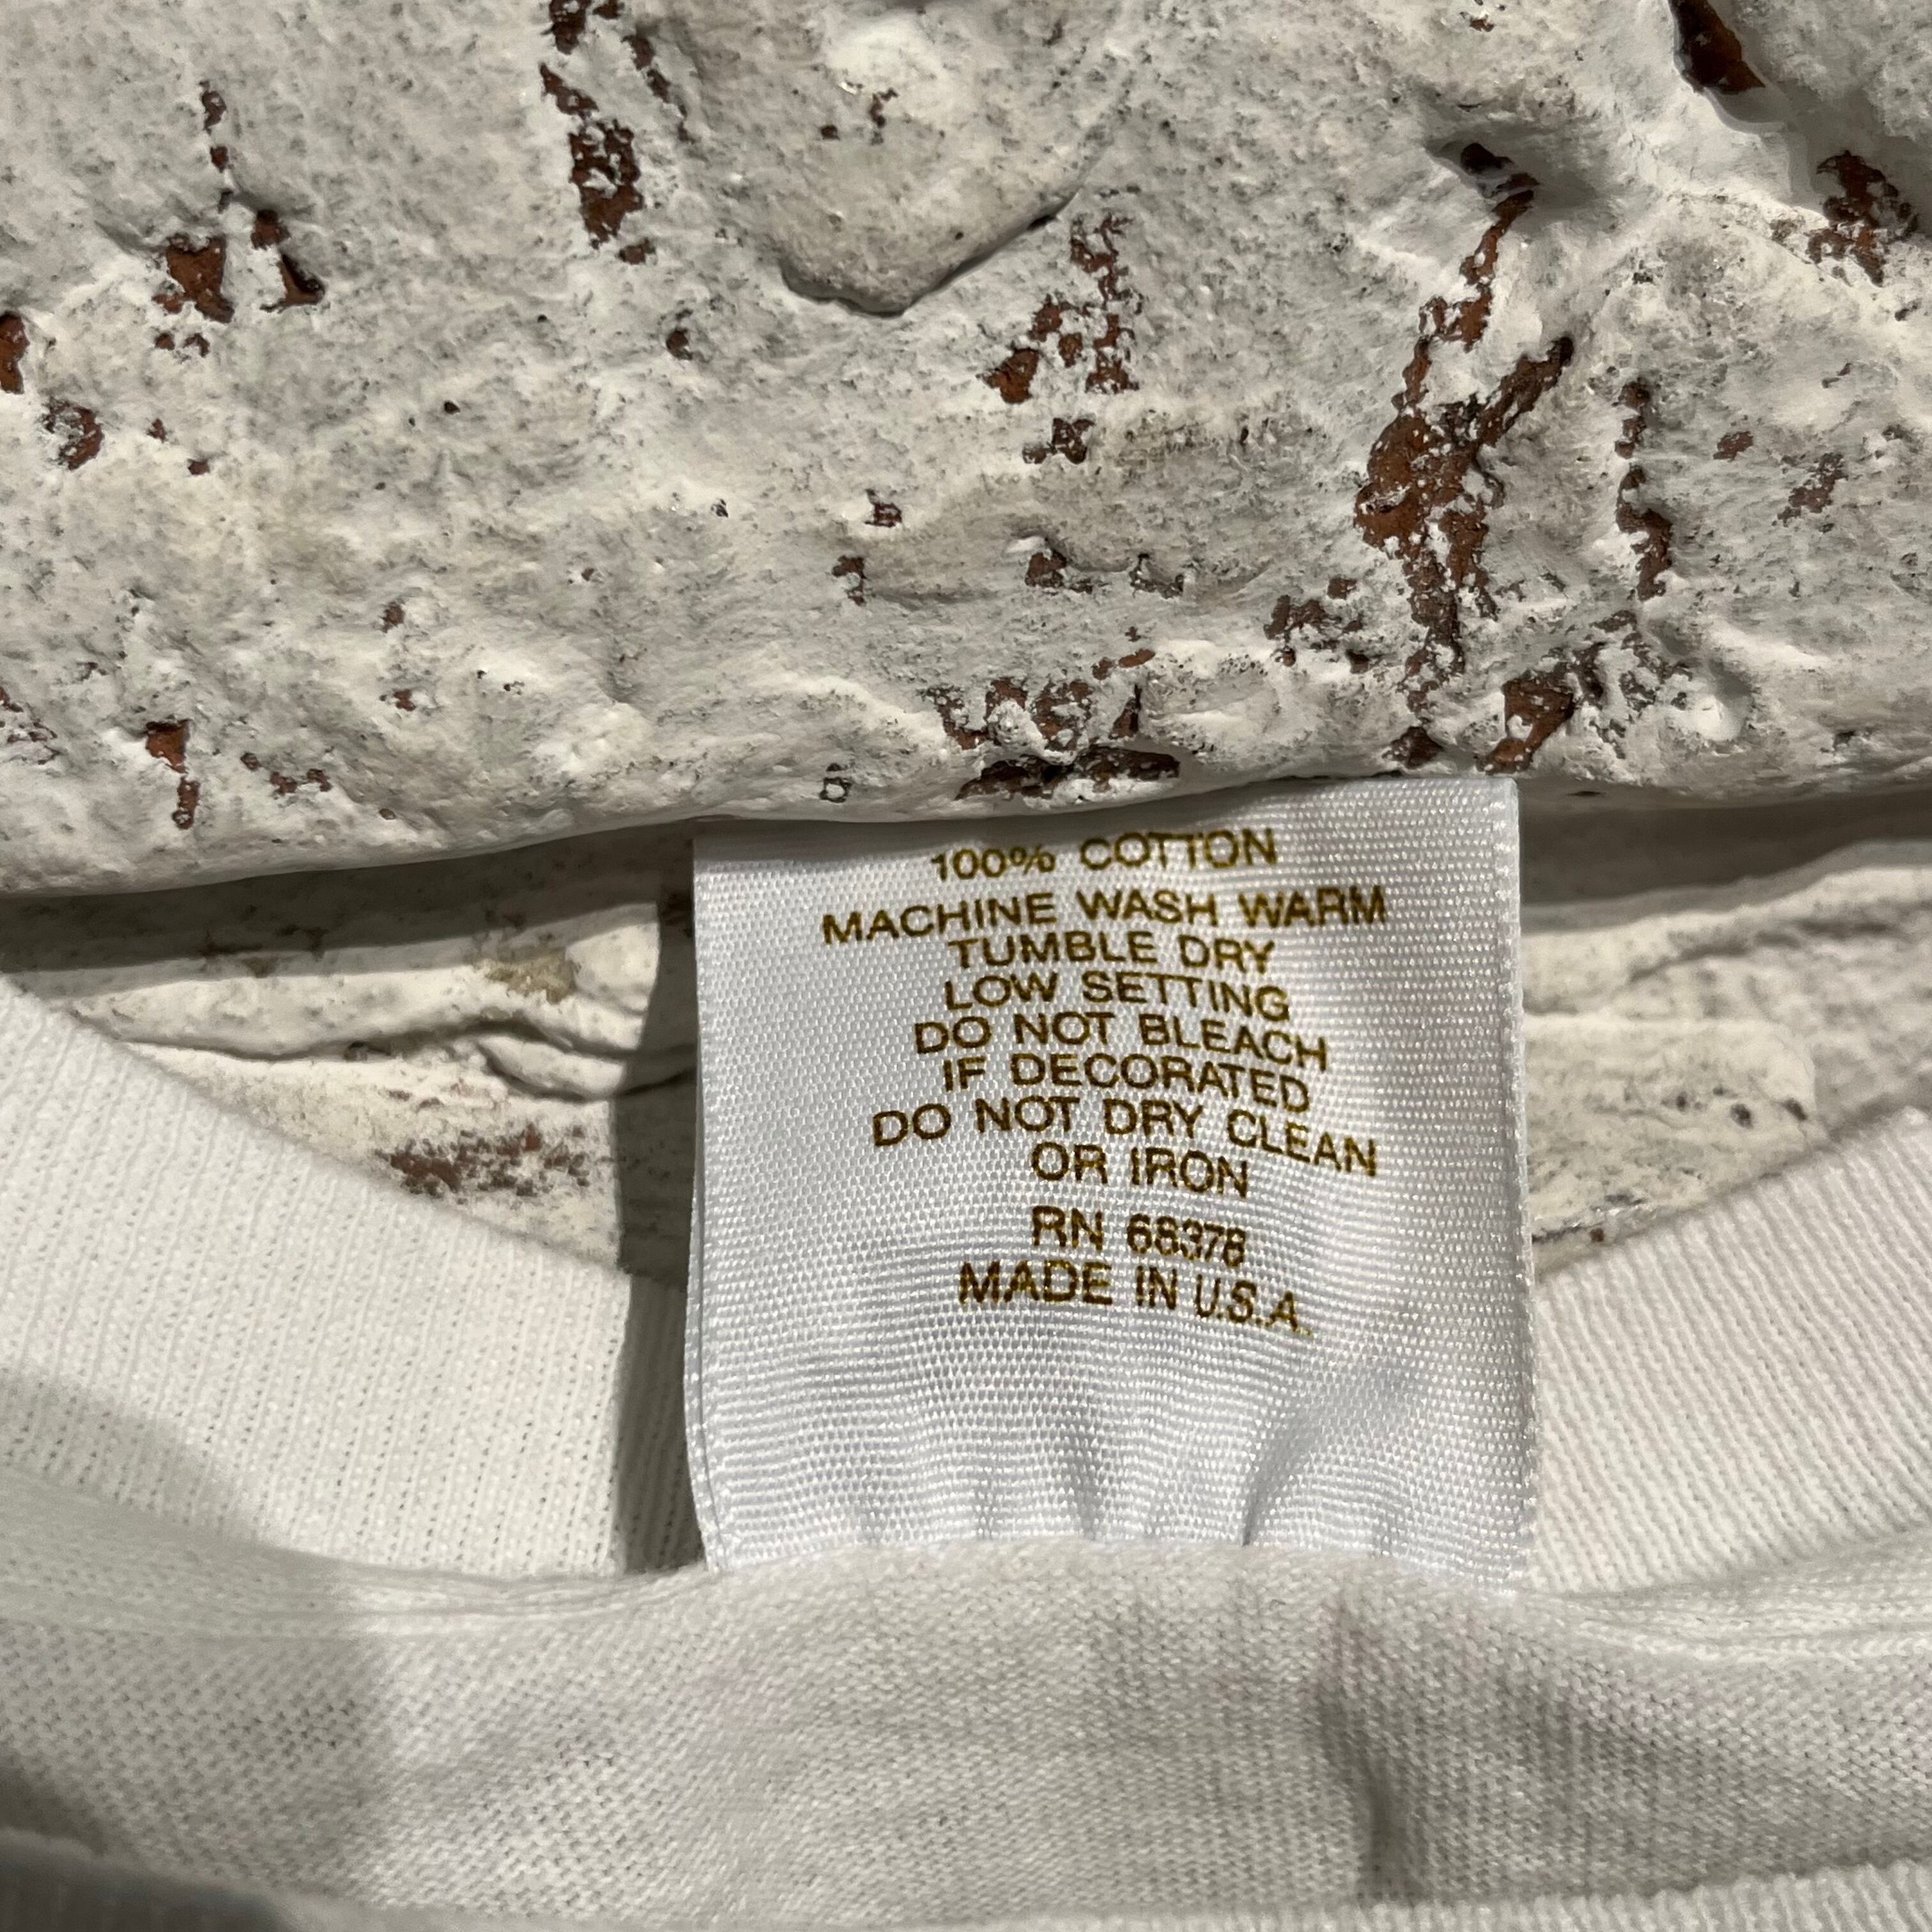 100% COTTON
MACHINE WASH WARM
TUMBLE DRY
LOW SETTING
DO NOT BLEACH
IF DECORATED
DO NOT DRY CLEAN
OR IRON
RN 68378
MADE IN U.S.A.